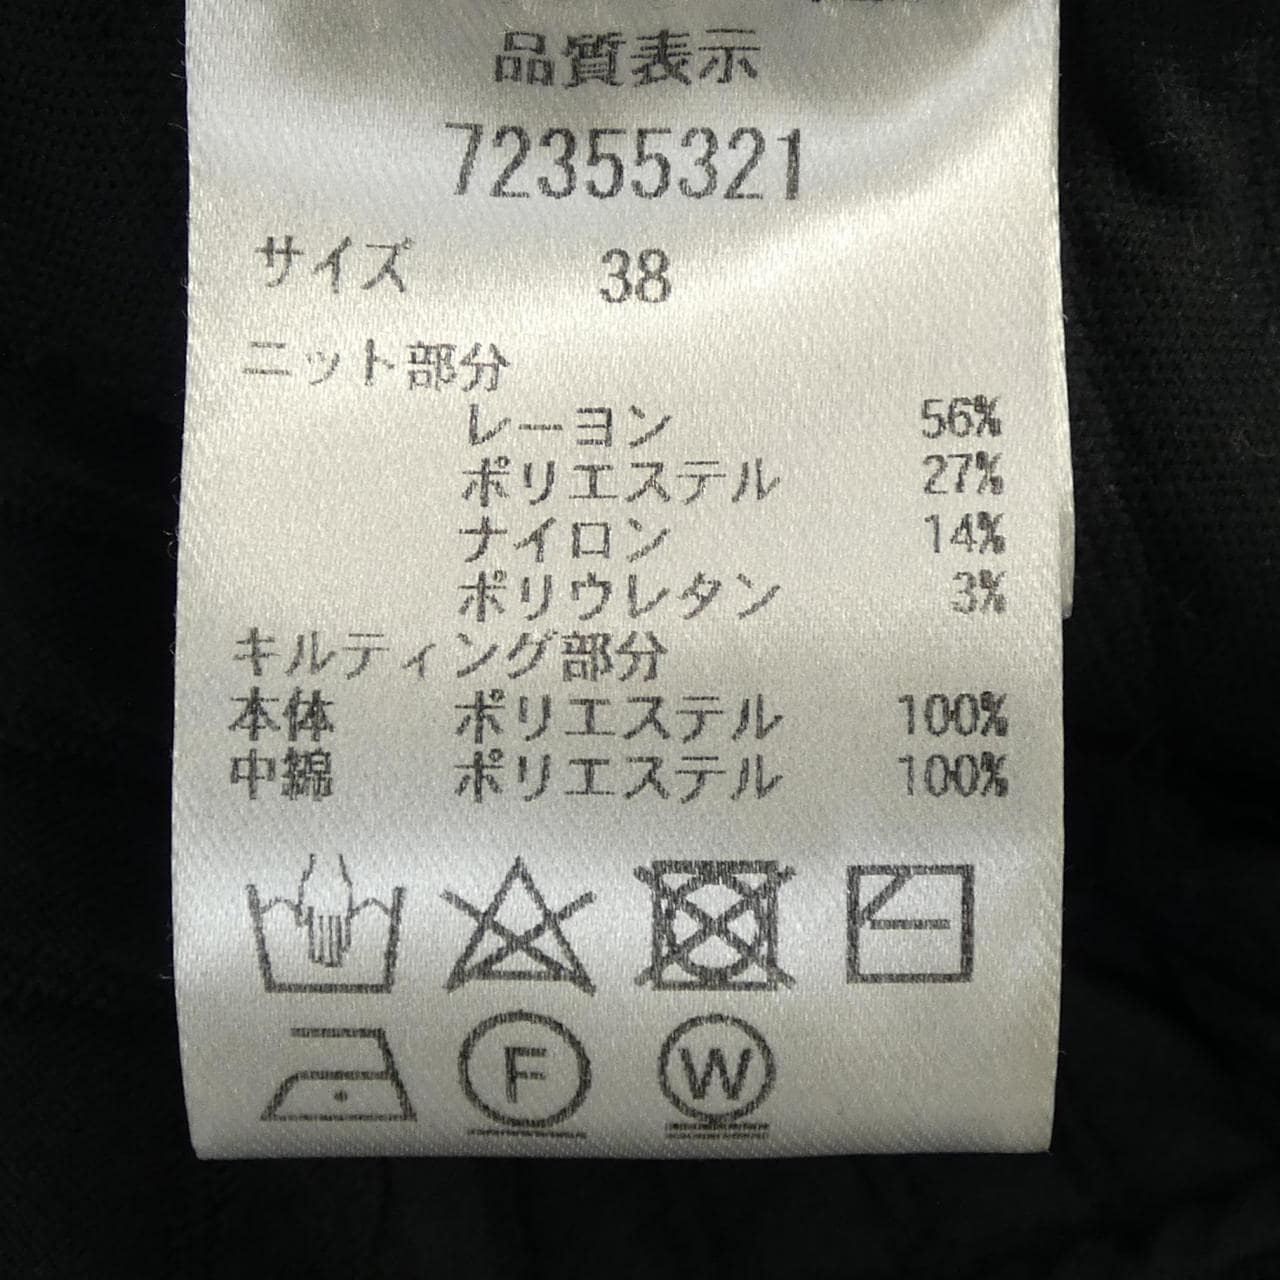 品質表示
72355321
サイズ 38
ニット部分
レーヨン 56%
ポリエステル 27%
ナイロン 14%
ポリウレタン 3%
キルティング部分
本体 ポリエステル 100%
中綿 ポリエステル 100%
F W